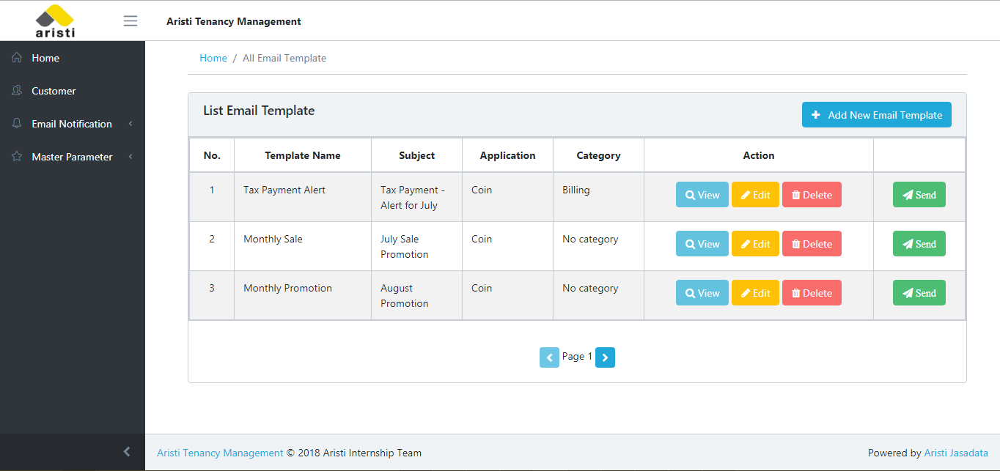 aristi
Aristi Tenancy Management
Home
Customer
Email Notification
Master Parameter
Home / All Email Template
List Email Template
Add New Email Template
No. Template Name Subject Application Category Action
1 Tax Payment Alert Tax Payment - Coin Billing View Edit Delete Send
Alert for July
2 Monthly Sale July Sale Coin No category View Edit Delete Send
Promotion
3 Monthly Promotion August Coin No category View Edit Delete Send
Promotion
Page 1
Aristi Tenancy Management © 2018 Aristi Internship Team
Powered by Aristi Jasadata